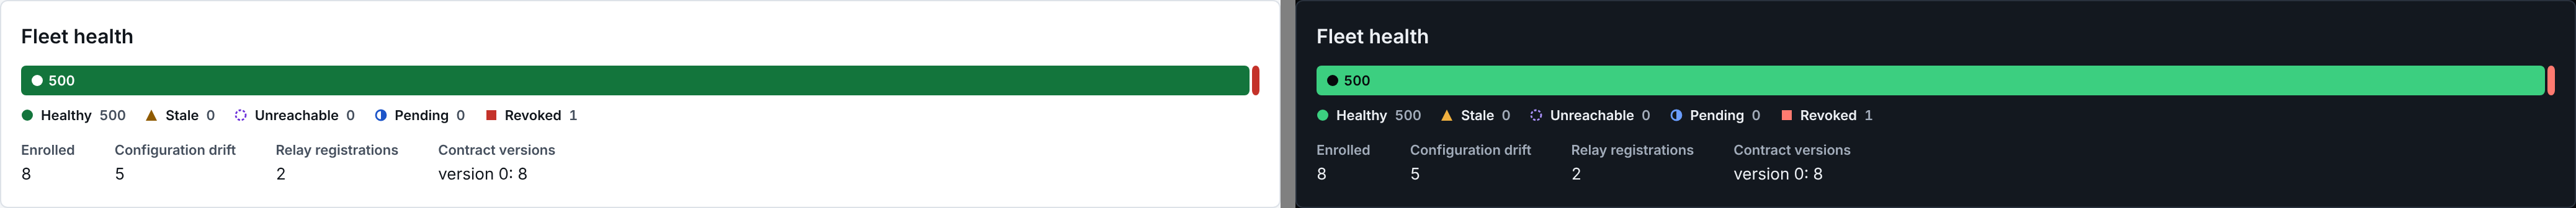 Fleet health
500
Healthy 500 Stale 0 Unreachable 0 Pending 0 Revoked 1
Enrolled Configuration drift Relay registrations Contract versions
8 5 2 version 0: 8
Fleet health
500
Healthy 500 Stale 0 Unreachable 0 Pending 0 Revoked 1
Enrolled Configuration drift Relay registrations Contract versions
8 5 2 version 0: 8